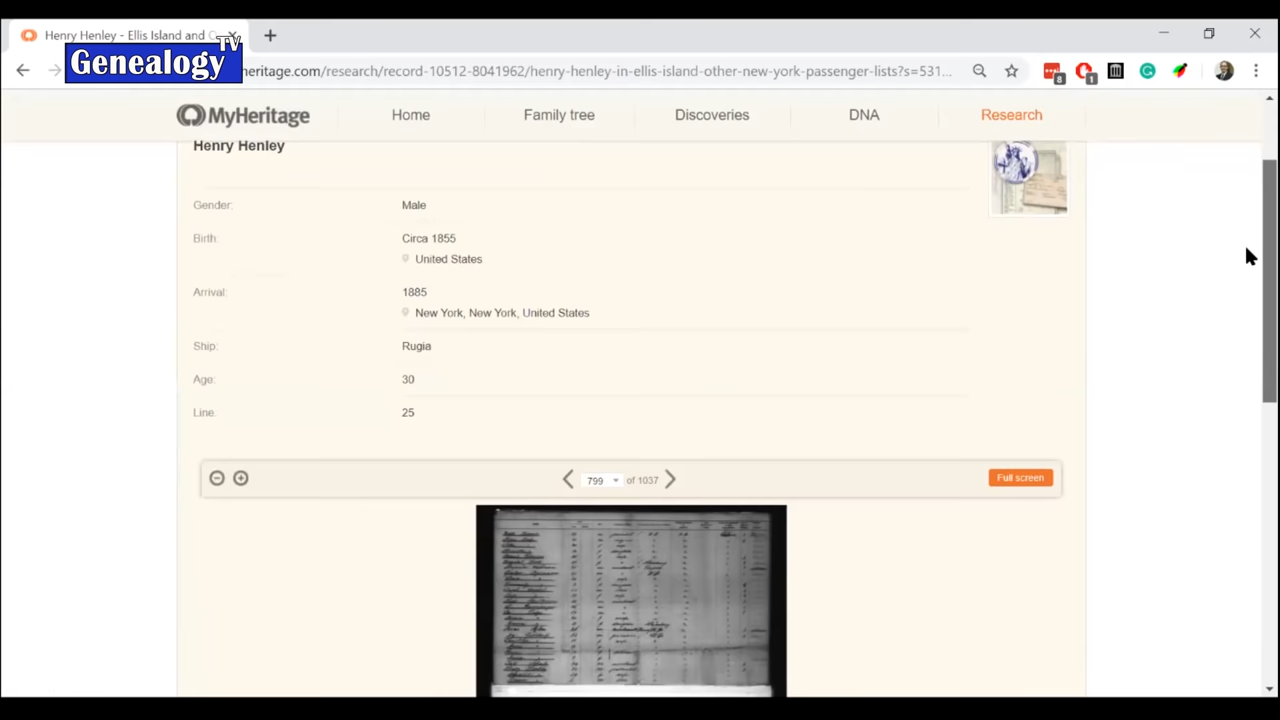 Henry Henley - Ellis Island and
Genealogy TV
eritage.com/research/record-10512-8041962/henry-henley-in-ellis-island-other-new-york-passenger-lists?s=531...
8
1
MyHeritage
Home
Family tree
Discoveries
DNA
Research
Henry Henley
Gender: Male
Birth: Circa 1855
United States
Arrival: 1885
New York, New York, United States
Ship: Rugia
Age: 30
Line: 25
799 of 1037
Full screen